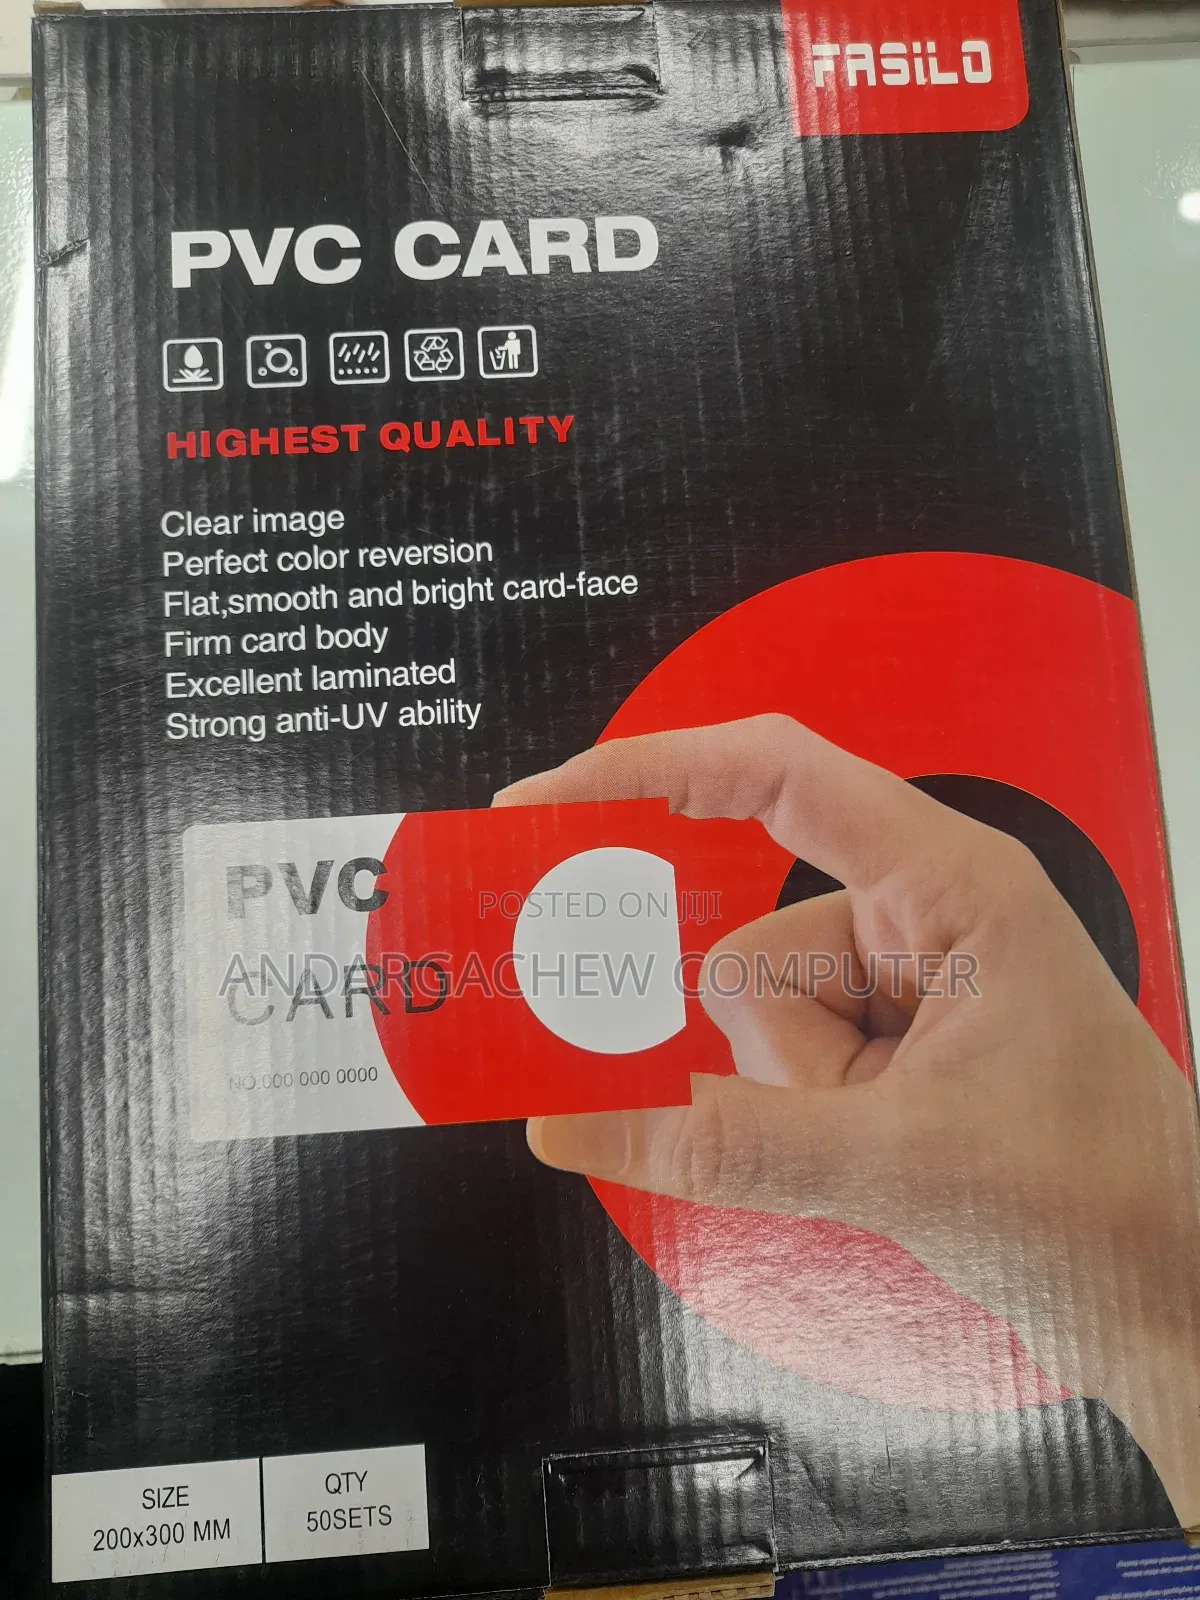 FASiLO
PVC CARD
HIGHEST QUALITY
Clear image
Perfect color reversion
Flat,smooth and bright card-face
Firm card body
Excellent laminated
Strong anti-UV ability
PVC
CARD
NO.000 000 0000
POSTED ON JIJI
ANDARGACHEW COMPUTER
SIZE
200x300 MM
QTY
50SETS